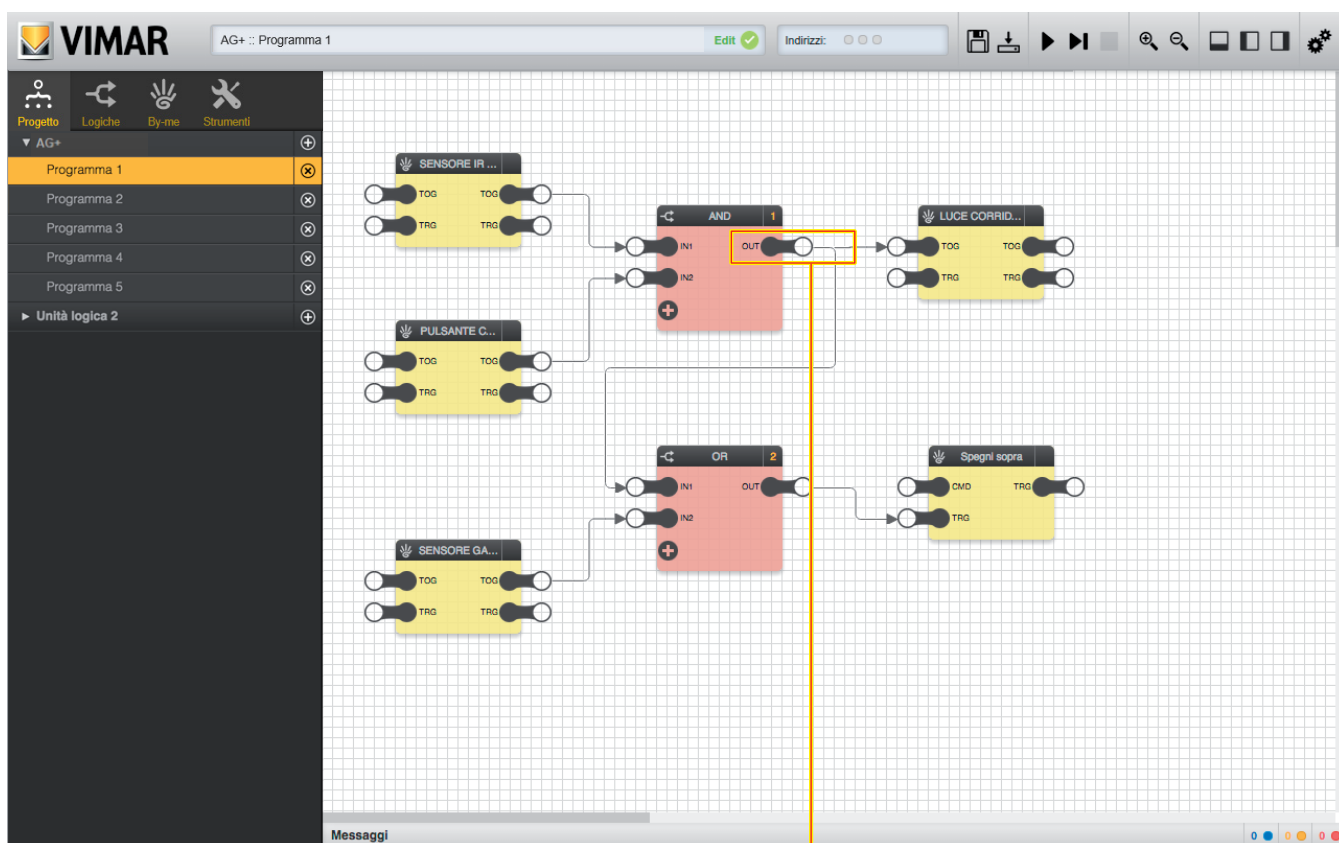 VIMAR
AG+ :: Programma 1
Edit
Indirizzi:
Progetto
Logiche
By-me
Strumenti
AG+
Programma 1
Programma 2
Programma 3
Programma 4
Programma 5
Unità logica 2
SENSORE IR ...
TOG TOG
TRG TRG
AND 1
IN1 OUT
IN2
LUCE CORRID...
TOG TOG
TRG TRG
PULSANTE C...
TOG TOG
TRG TRG
OR 2
IN1 OUT
IN2
Spegni sopra
CMD TRG
TRG
SENSORE GA...
TOG TOG
TRG TRG
Messaggi
0 0 0